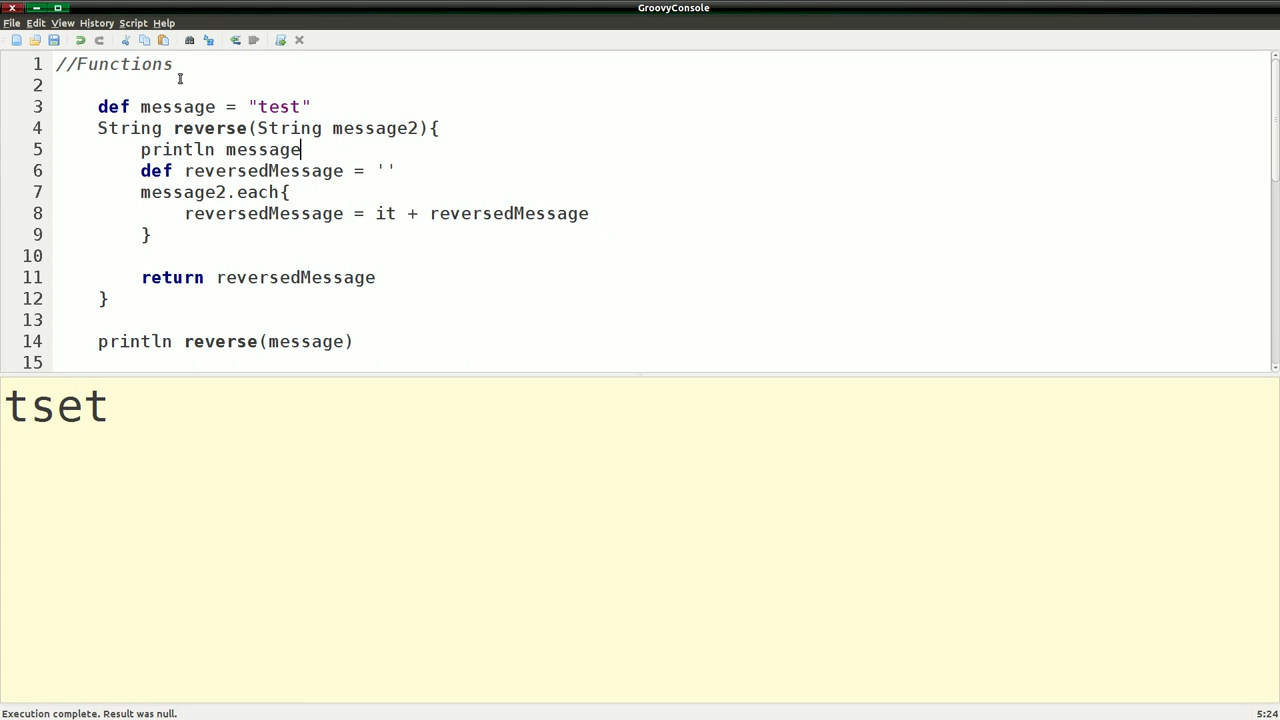 GroovyConsole
File Edit View History Script Help
1 //Functions
2
3 def message = "test"
4 String reverse(String message2){
5 println message
6 def reversedMessage = ''
7 message2.each{
8 reversedMessage = it + reversedMessage
9 }
10
11 return reversedMessage
12 }
13
14 println reverse(message)
15
tset
Execution complete. Result was null. 5:24